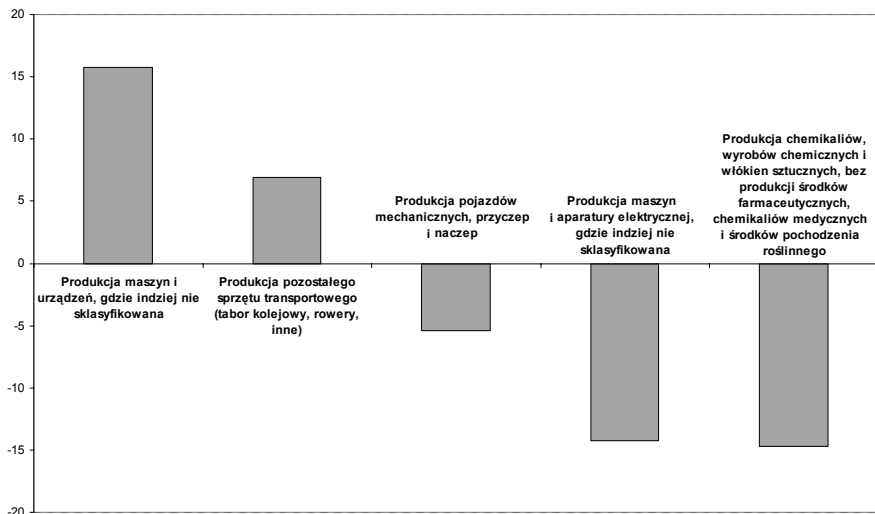 20
15
10
5
0
-5
-10
-15
-20
Produkcja maszyn i
urządzeń, gdzie indziej nie
sklasyfikowana
Produkcja pozostałego
sprzętu transportowego
(tabor kolejowy, rowery,
inne)
Produkcja pojazdów
mechanicznych, przyczep
i naczep
Produkcja maszyn
i aparatury elektrycznej,
gdzie indziej nie
sklasyfikowana
Produkcja chemikaliów,
wyrobów chemicznych i
włókien sztucznych, bez
produkcji środków
farmaceutycznych,
chemikaliów medycznych
i środków pochodzenia
roślinnego